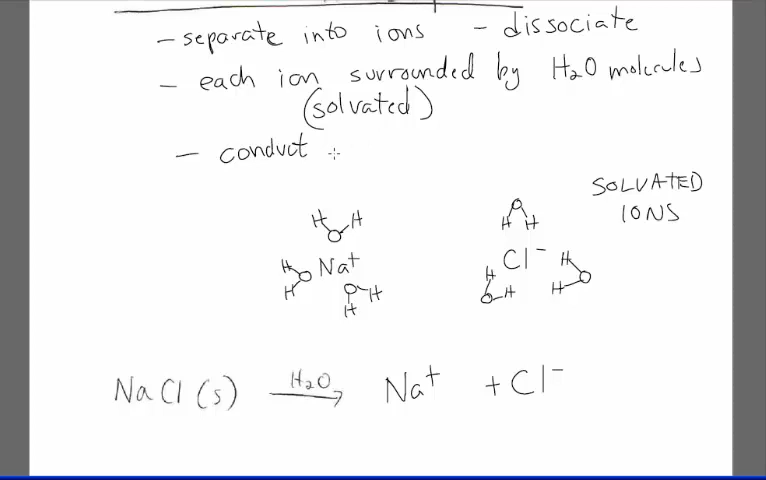 - separate into ions - dissociate
- each ion surrounded by H₂O molecules
(solvated)
- conduct
SOLVATED
IONS
H H
O
H O Na⁺
H
O H
H
O
H H
Cl⁻
H
O H
H
H O
NaCl (s) H₂O → Na⁺ + Cl⁻